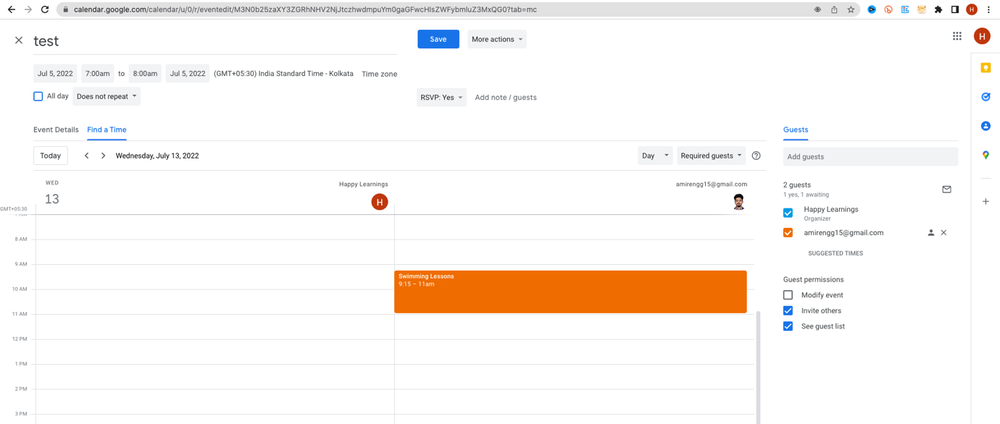 calendar.google.com/calendar/u/0/r/eventedit/M3N0b25zaXY3ZGRhNHV2NjJtczhwdmpuYm0gaGFwcHlsZWFybmluZ3MxQG0?tab=mc
H
test
Save
More actions
H
Jul 5, 2022 7:00am to 8:00am Jul 5, 2022 (GMT+05:30) India Standard Time - Kolkata Time zone
All day Does not repeat
RSVP: Yes Add note / guests
Event Details Find a Time
Today Wednesday, July 13, 2022 Day Required guests
WED
13
Happy Learnings
H
amirengg15@gmail.com
GMT+05:30
8 AM
9 AM
10 AM
11 AM
12 PM
1 PM
2 PM
3 PM
Swimming Lessons
9:15 – 11am
Guests
Add guests
2 guests
1 yes, 1 awaiting
Happy Learnings
Organizer
amirengg15@gmail.com
SUGGESTED TIMES
Guest permissions
Modify event
Invite others
See guest list